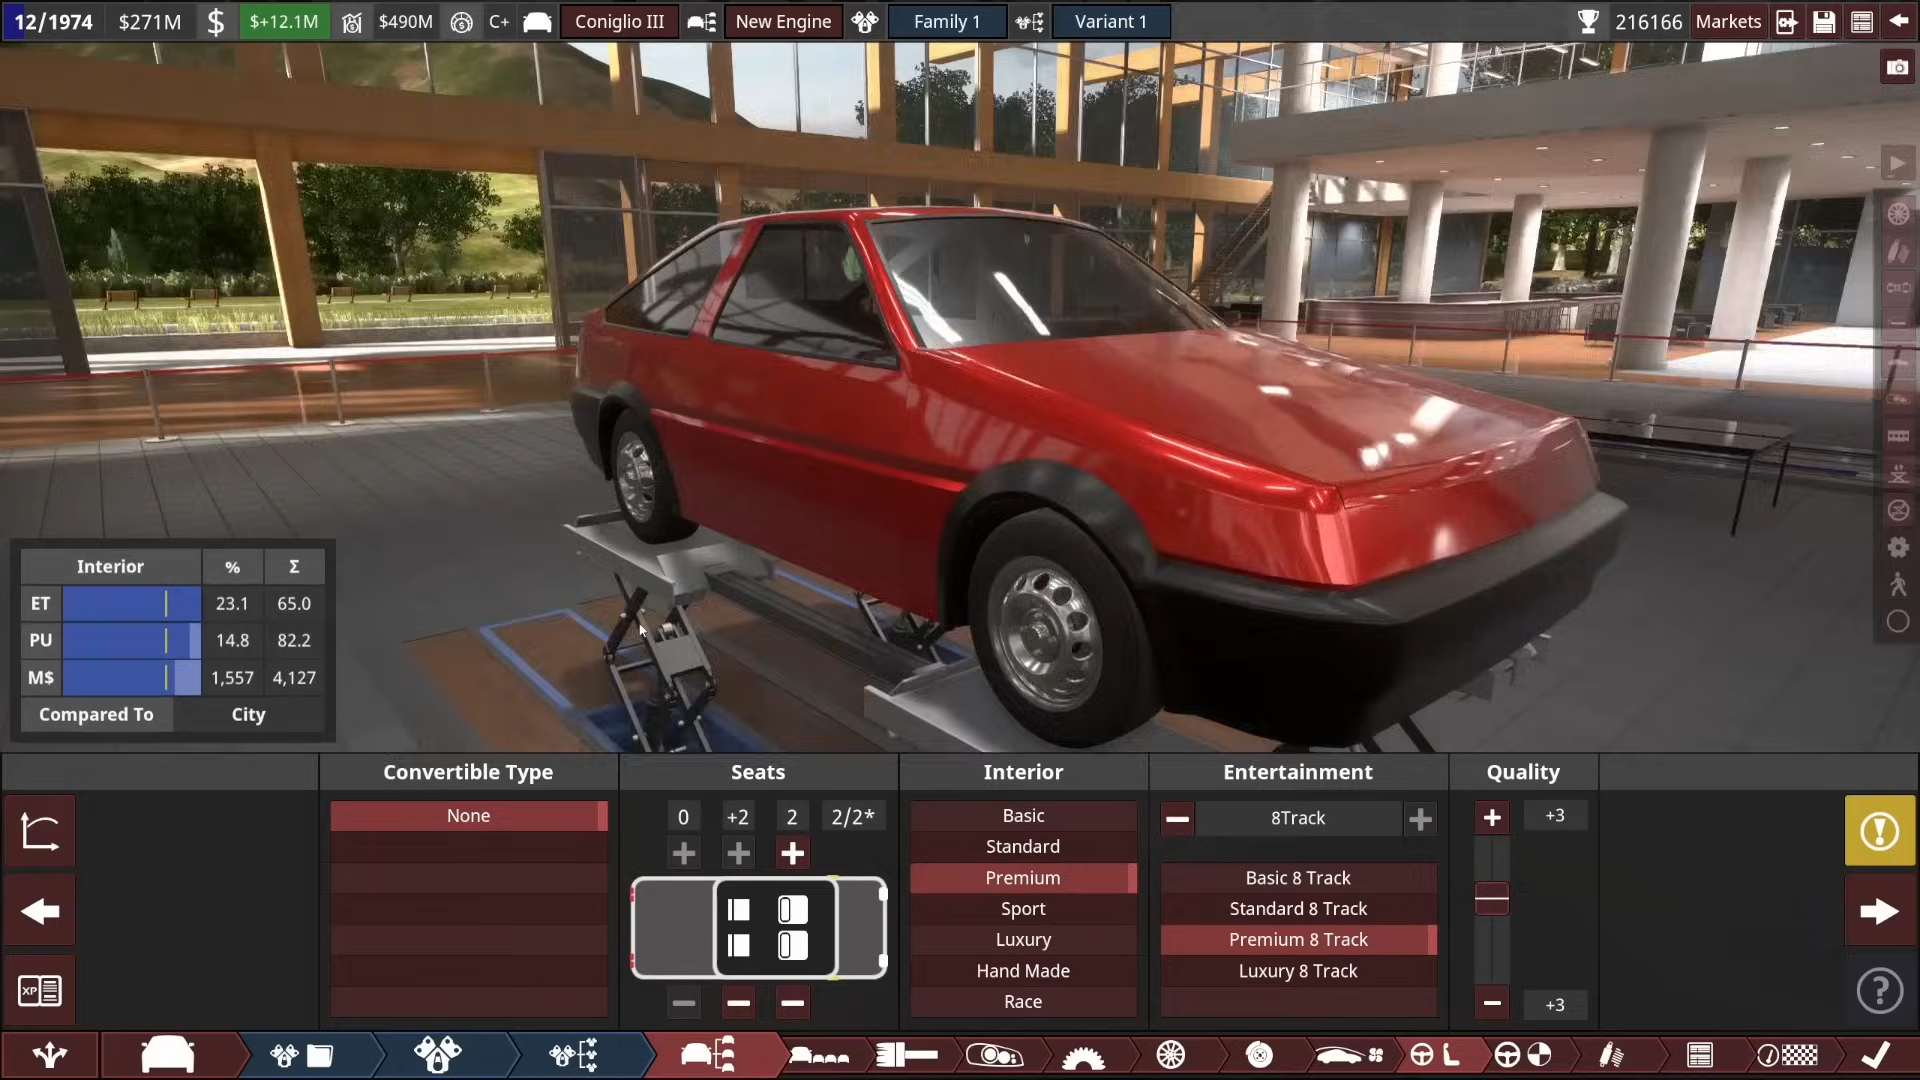 12/1974 $271M $ $+12.1M $490M C+ Coniglio III New Engine Family 1 Variant 1 216166 Markets
Interior % Σ
ET 23.1 65.0
PU 14.8 82.2
M$ 1,557 4,127
Compared To City
Convertible Type
None
Seats
0 +2 2 2/2*
Interior
Basic
Standard
Premium
Sport
Luxury
Hand Made
Race
Entertainment
8Track
Basic 8 Track
Standard 8 Track
Premium 8 Track
Luxury 8 Track
Quality
+3
+3
XP
?